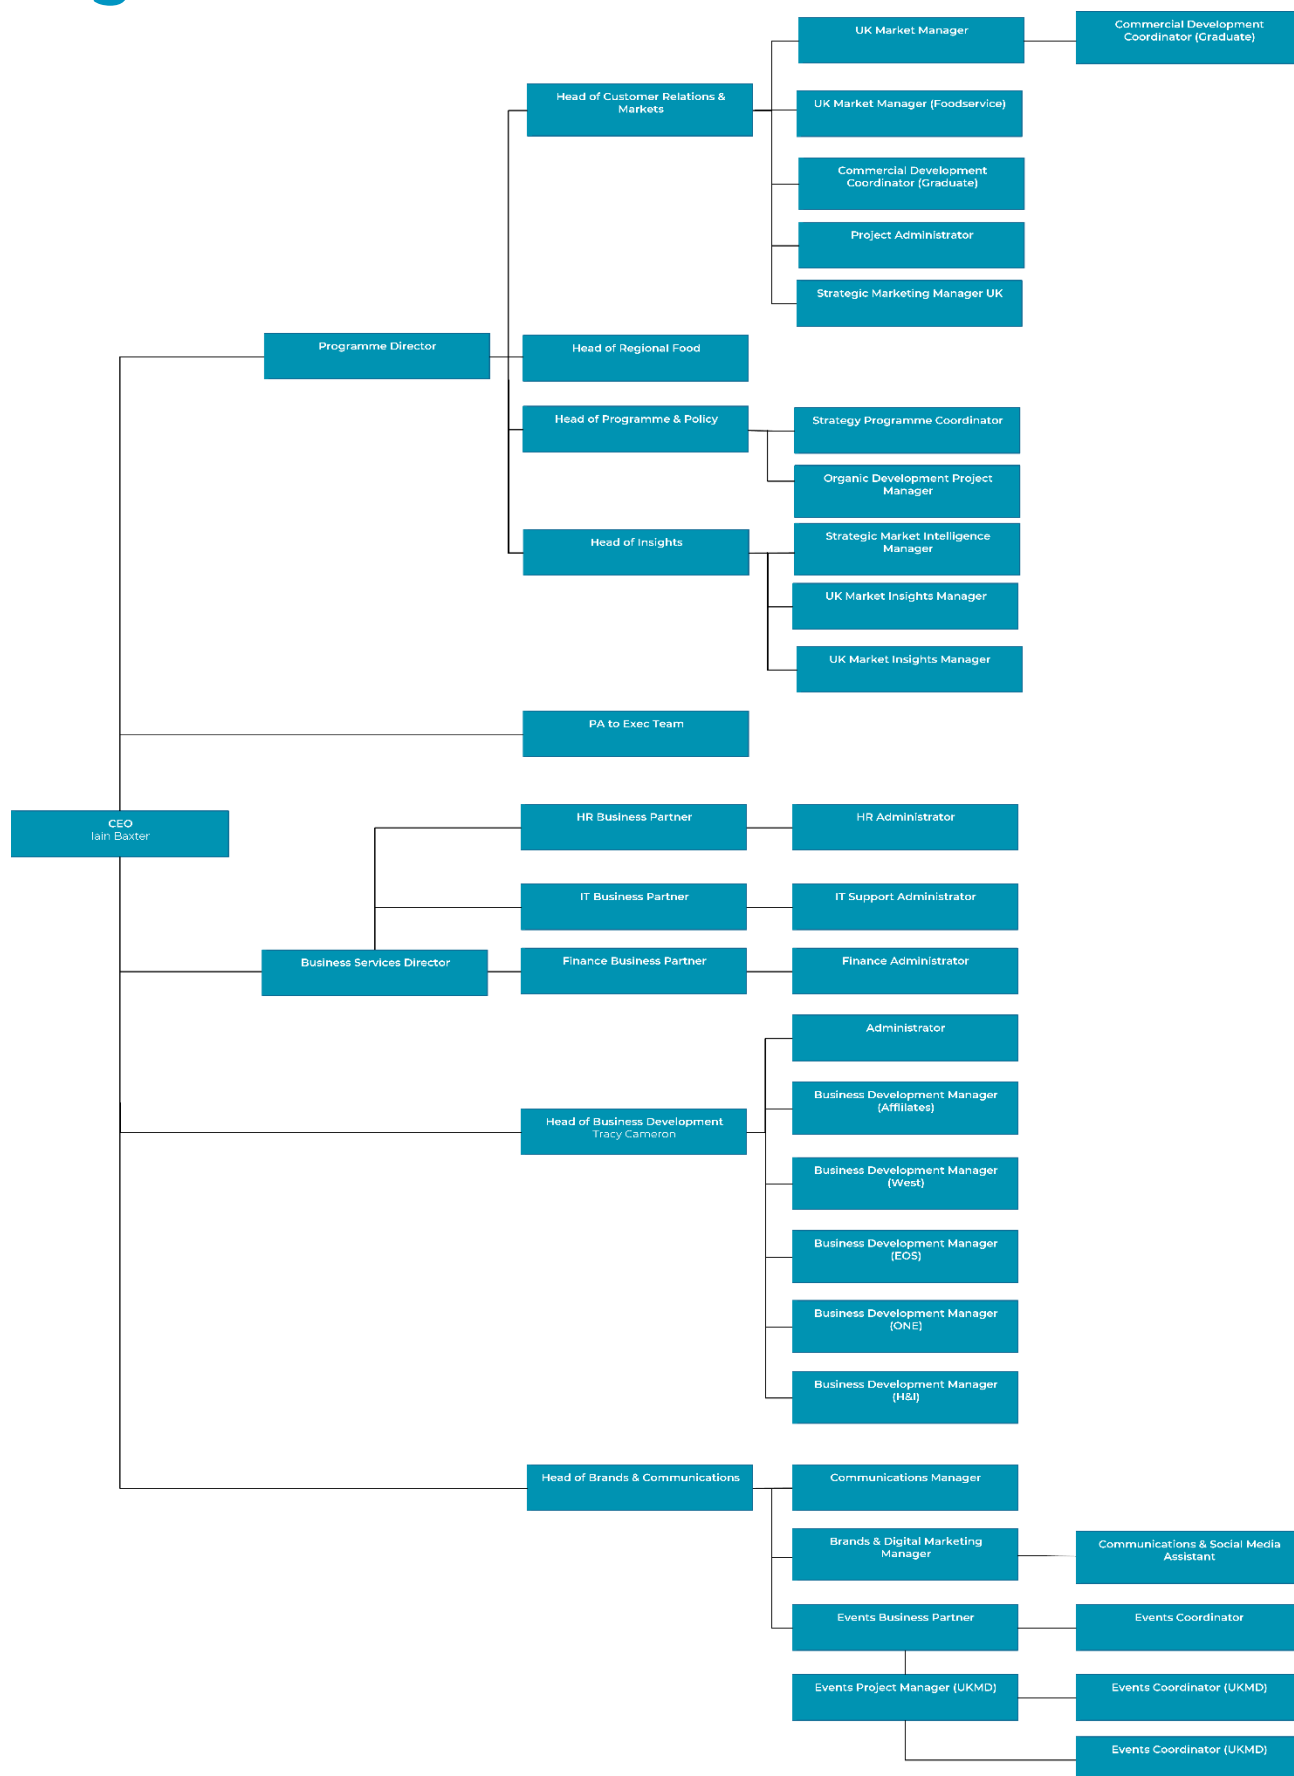 UK Market Manager
Commercial Development
Coordinator (Graduate)
Head of Customer Relations &
Markets
UK Market Manager (Foodservice)
Commercial Development
Coordinator (Graduate)
Project Administrator
Strategic Marketing Manager UK
Programme Director
Head of Regional Food
Head of Programme & Policy
Strategy Programme Coordinator
Organic Development Project
Manager
Head of Insights
Strategic Market Intelligence
Manager
UK Market Insights Manager
UK Market Insights Manager
PA to Exec Team
CEO
Iain Baxter
HR Business Partner
HR Administrator
IT Business Partner
IT Support Administrator
Business Services Director
Finance Business Partner
Finance Administrator
Administrator
Business Development Manager
(Affiliates)
Head of Business Development
Tracy Cameron
Business Development Manager
(West)
Business Development Manager
(EOS)
Business Development Manager
(ONE)
Business Development Manager
(H&I)
Head of Brands & Communications
Communications Manager
Brands & Digital Marketing
Manager
Communications & Social Media
Assistant
Events Business Partner
Events Coordinator
Events Project Manager (UKMD)
Events Coordinator (UKMD)
Events Coordinator (UKMD)